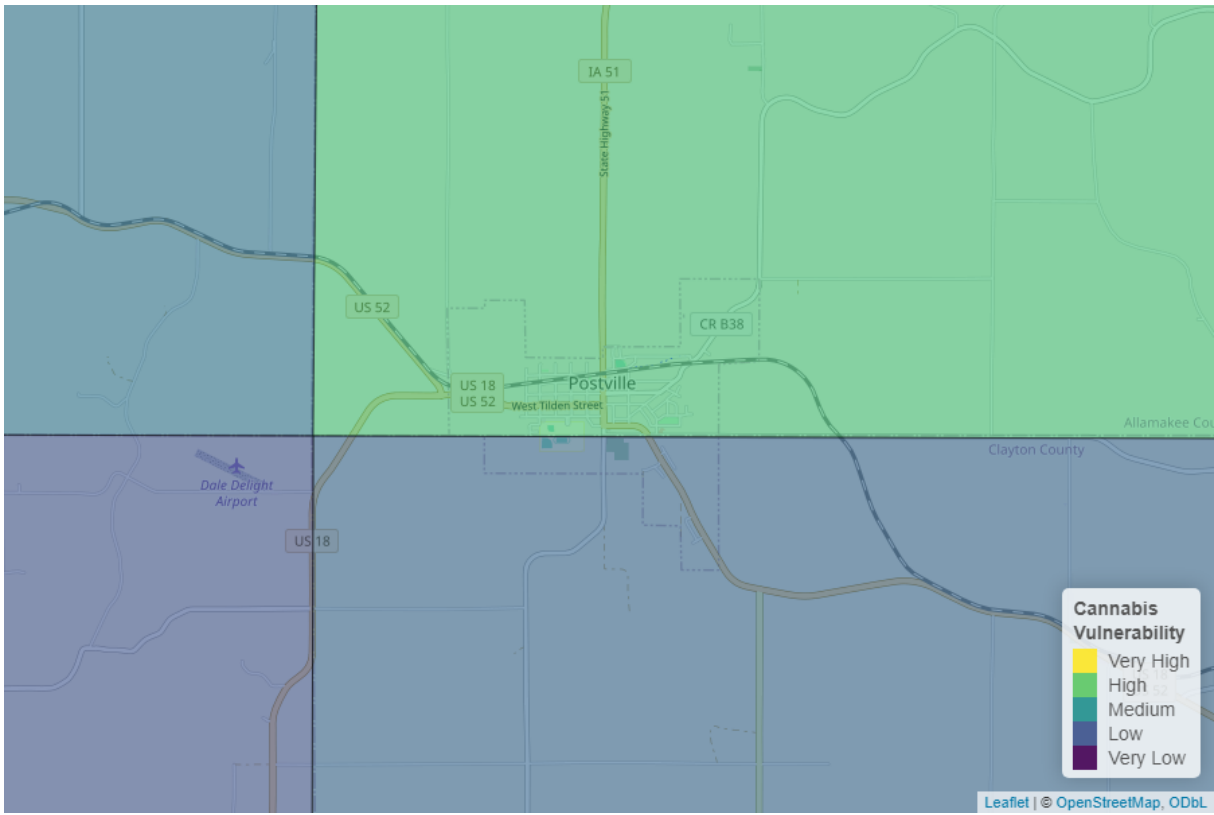 IA 51
State Highway 51
US 52
CR B38
US 18
US 52
Postville
West Tilden Street
Allamakee Cou
Clayton County
Dale Delight
Airport
US 18
Cannabis
Vulnerability
Very High
High
Medium
Low
Very Low
18
52
Leaflet | © OpenStreetMap, ODbL